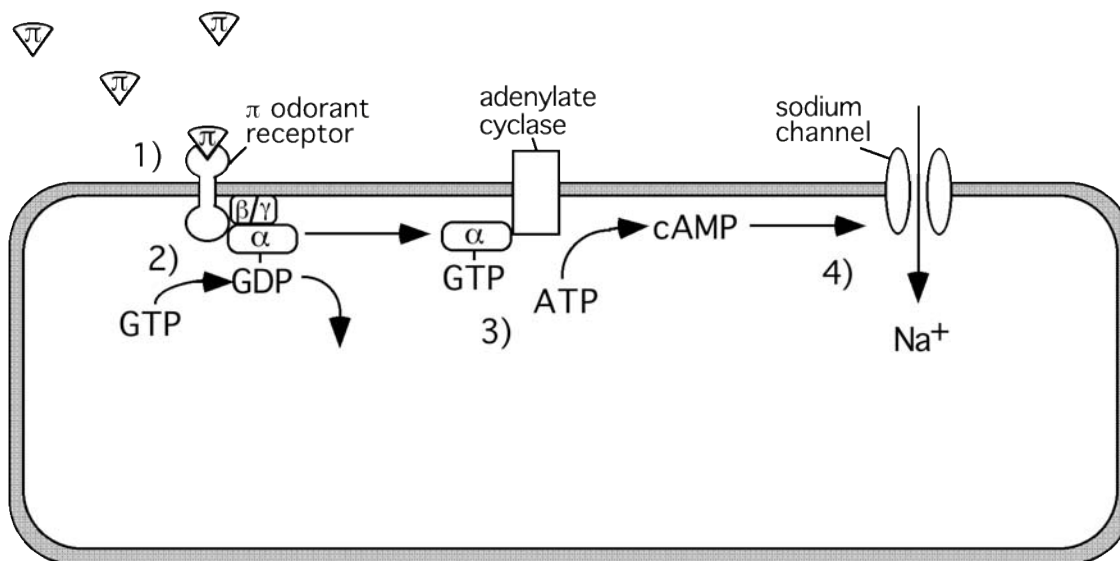 π
π
π
π odorant
receptor
adenylate
cyclase
sodium
channel
π
1)
β/γ
α
α
cAMP
4)
2)
GDP
GTP
GTP
ATP
3)
Na+